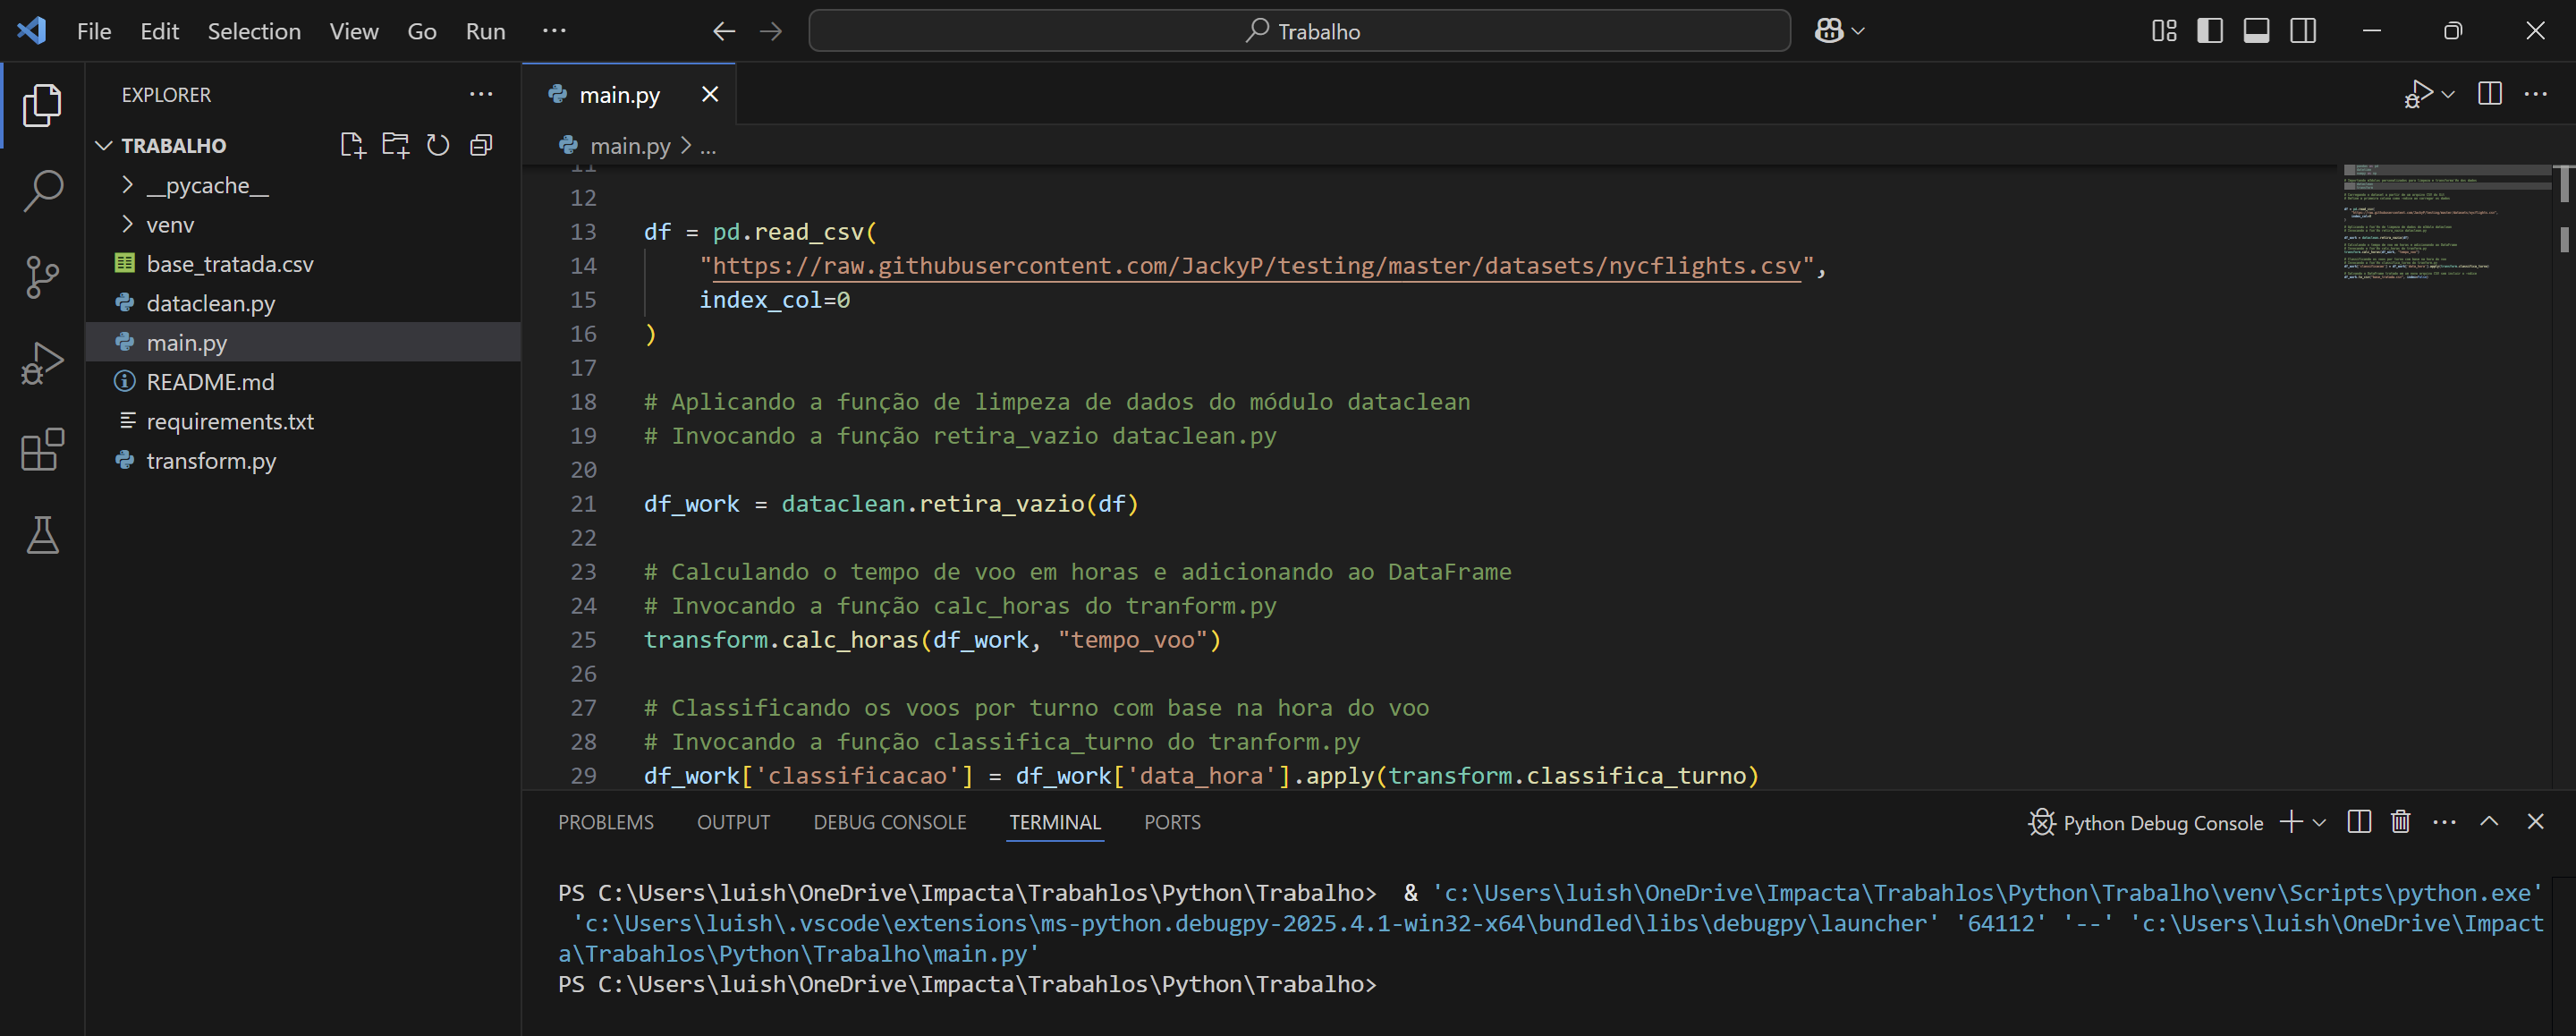 File Edit Selection View Go Run ...
Trabalho
EXPLORER
TRABALHO
__pycache__
venv
base_tratada.csv
dataclean.py
main.py
README.md
requirements.txt
transform.py
main.py
main.py > ...
11
12
13 df = pd.read_csv(
14 "https://raw.githubusercontent.com/JackyP/testing/master/datasets/nycflights.csv",
15 index_col=0
16 )
17
18 # Aplicando a função de limpeza de dados do módulo dataclean
19 # Invocando a função retira_vazio dataclean.py
20
21 df_work = dataclean.retira_vazio(df)
22
23 # Calculando o tempo de voo em horas e adicionando ao DataFrame
24 # Invocando a função calc_horas do tranform.py
25 transform.calc_horas(df_work, "tempo_voo")
26
27 # Classificando os voos por turno com base na hora do voo
28 # Invocando a função classifica_turno do tranform.py
29 df_work['classificacao'] = df_work['data_hora'].apply(transform.classifica_turno)
PROBLEMS OUTPUT DEBUG CONSOLE TERMINAL PORTS
Python Debug Console
PS C:\Users\luish\OneDrive\Impacta\Trabahlos\Python\Trabalho> & 'c:\Users\luish\OneDrive\Impacta\Trabahlos\Python\Trabalho\venv\Scripts\python.exe'
'c:\Users\luish\.vscode\extensions\ms-python.debugpy-2025.4.1-win32-x64\bundled\libs\debugpy\launcher' '64112' '--' 'c:\Users\luish\OneDrive\Impact
a\Trabahlos\Python\Trabalho\main.py'
PS C:\Users\luish\OneDrive\Impacta\Trabahlos\Python\Trabalho>